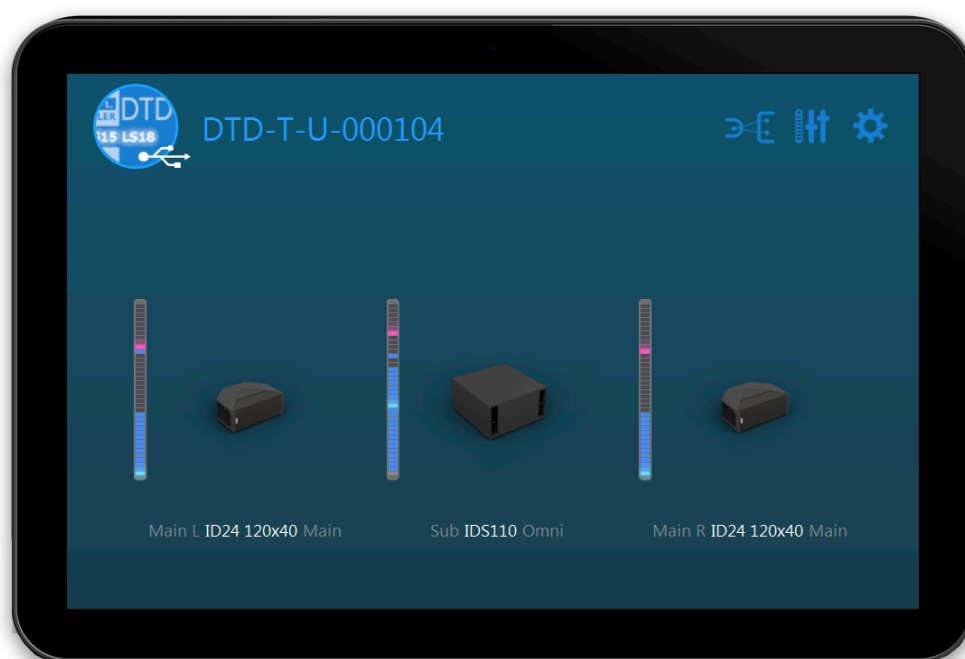 DTD
LS18
DTD-T-U-000104
Main L ID24 120x40 Main
Sub IDS110 Omni
Main R ID24 120x40 Main